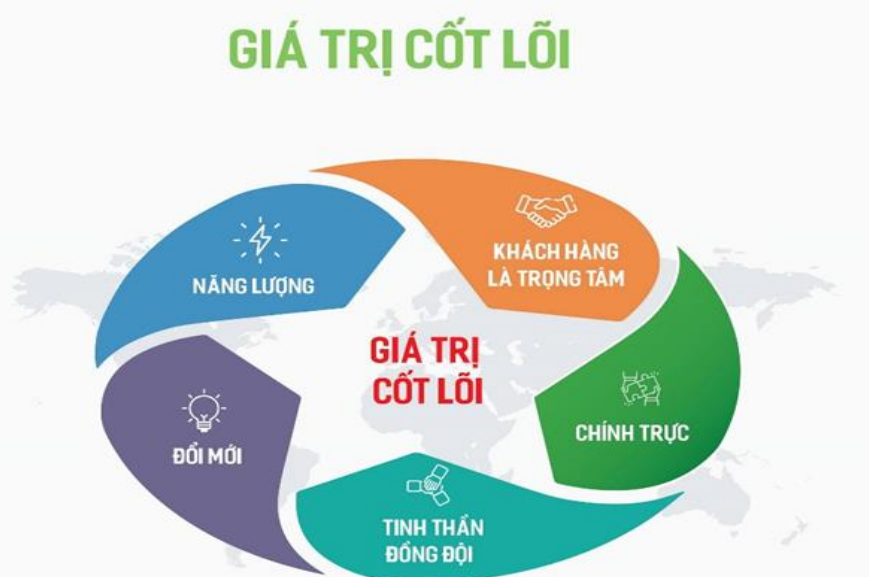 GIÁ TRỊ CỐT LÕI
NĂNG LƯỢNG
KHÁCH HÀNG
LÀ TRỌNG TÂM
GIÁ TRỊ
CỐT LÕI
CHÍNH TRỰC
ĐỔI MỚI
TINH THẦN
ĐỒNG ĐỘI